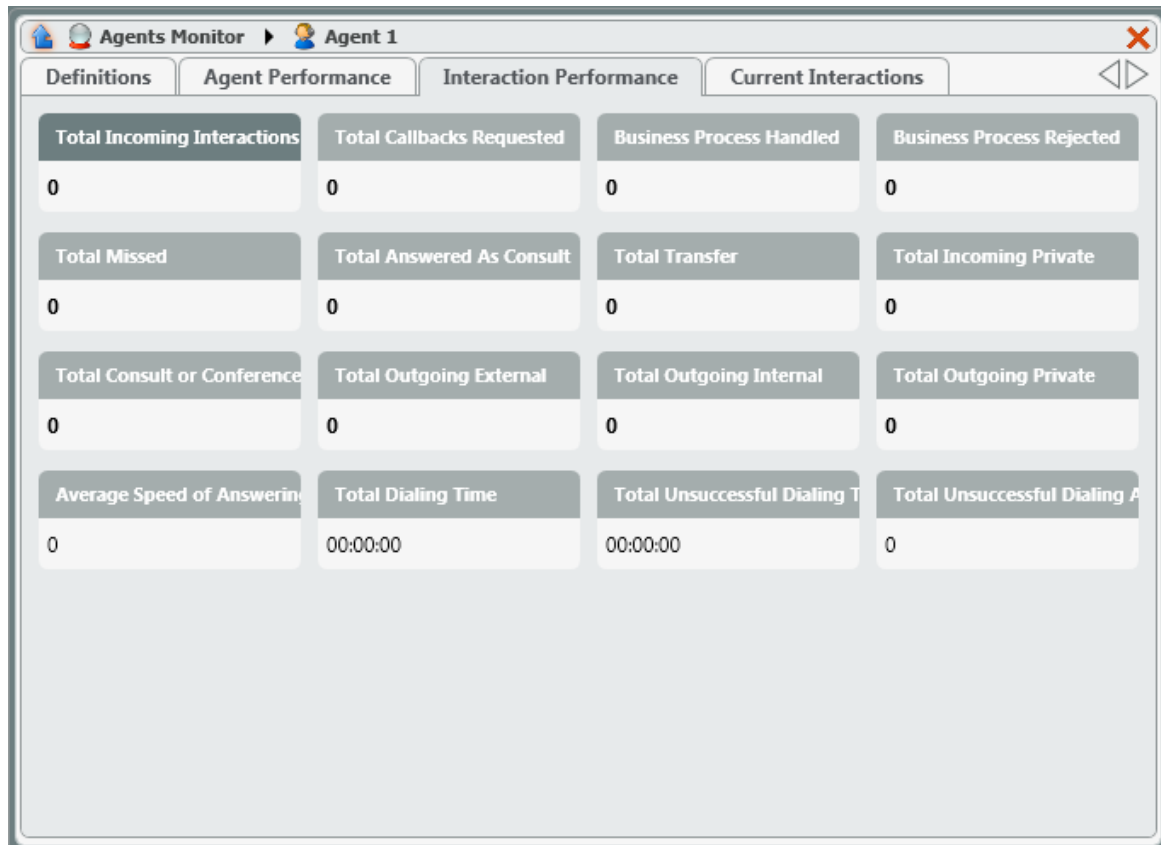 Agents Monitor Agent 1
Definitions Agent Performance Interaction Performance Current Interactions
Total Incoming Interactions Total Callbacks Requested Business Process Handled Business Process Rejected
0 0 0 0
Total Missed Total Answered As Consult Total Transfer Total Incoming Private
0 0 0 0
Total Consult or Conference Total Outgoing External Total Outgoing Internal Total Outgoing Private
0 0 0 0
Average Speed of Answering Total Dialing Time Total Unsuccessful Dialing T Total Unsuccessful Dialing A
0 00:00:00 00:00:00 0